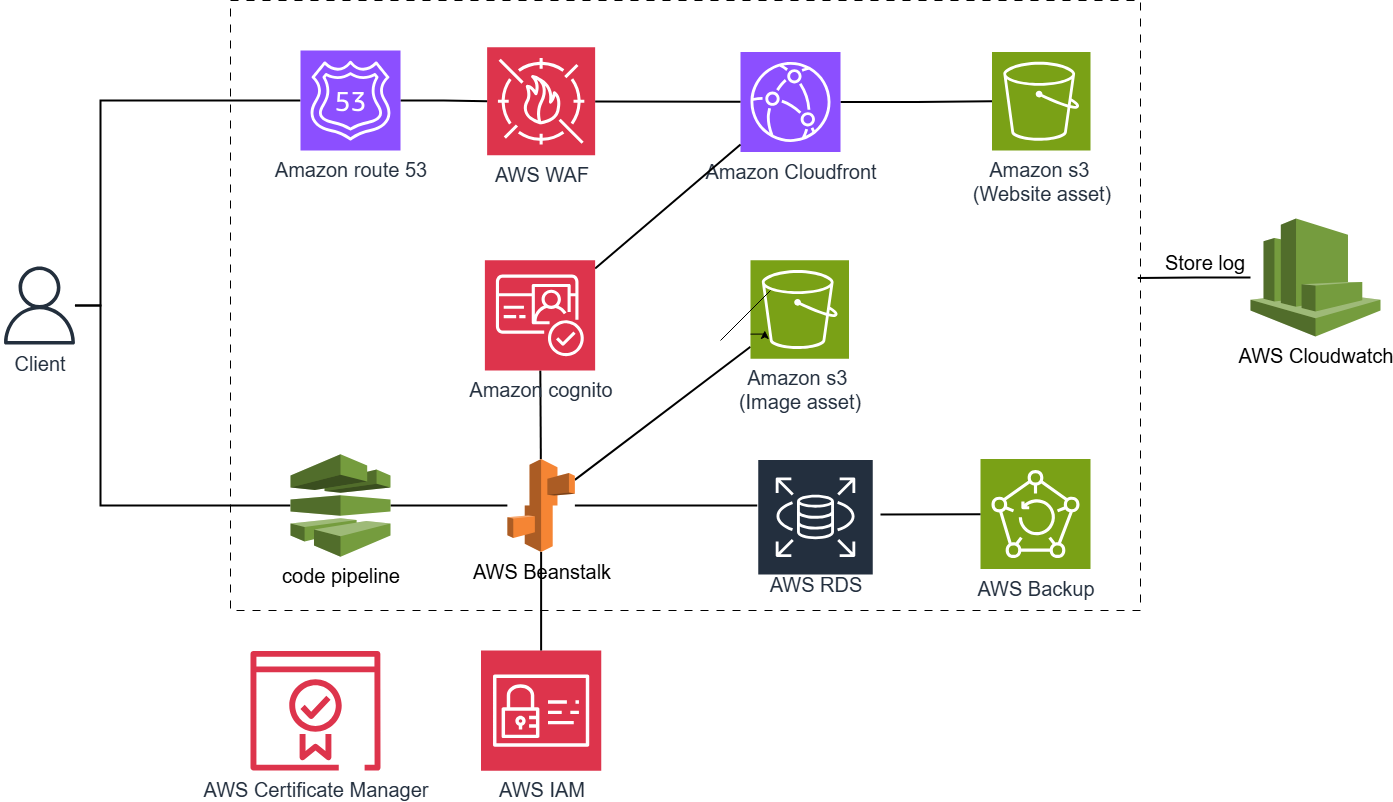 53
Amazon route 53
AWS WAF
Amazon Cloudfront
Amazon s3
(Website asset)
Store log
Client
AWS Cloudwatch
Amazon cognito
Amazon s3
(Image asset)
code pipeline
AWS Beanstalk
AWS RDS
AWS Backup
AWS Certificate Manager
AWS IAM